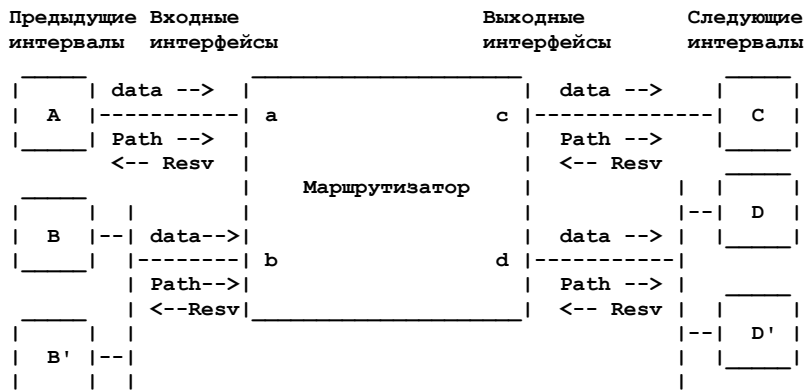 Предыдущие Входные Выходные Следующие
интервалы интерфейсы интерфейсы интервалы
data --> data -->
A a c C
Path --> Path -->
<-- Resv <-- Resv
Маршрутизатор
D
B data--> data -->
b d
Path--> Path -->
<--Resv <-- Resv
D'
B'